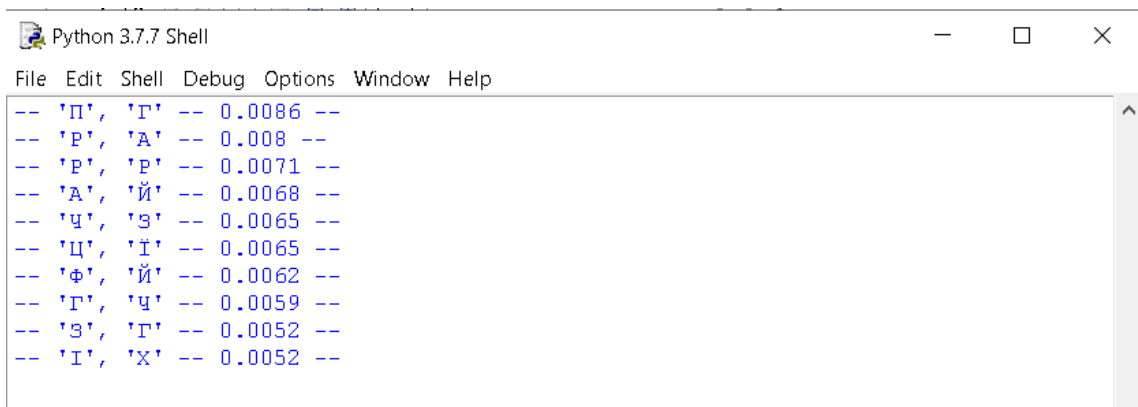 Python 3.7.7 Shell
File Edit Shell Debug Options Window Help
-- 'П', 'Г' -- 0.0086 --
-- 'Р', 'А' -- 0.008 --
-- 'Р', 'Р' -- 0.0071 --
-- 'А', 'Й' -- 0.0068 --
-- 'Ч', 'З' -- 0.0065 --
-- 'Ц', 'Ї' -- 0.0065 --
-- 'Ф', 'Й' -- 0.0062 --
-- 'Г', 'Ч' -- 0.0059 --
-- 'З', 'Г' -- 0.0052 --
-- 'І', 'Х' -- 0.0052 --